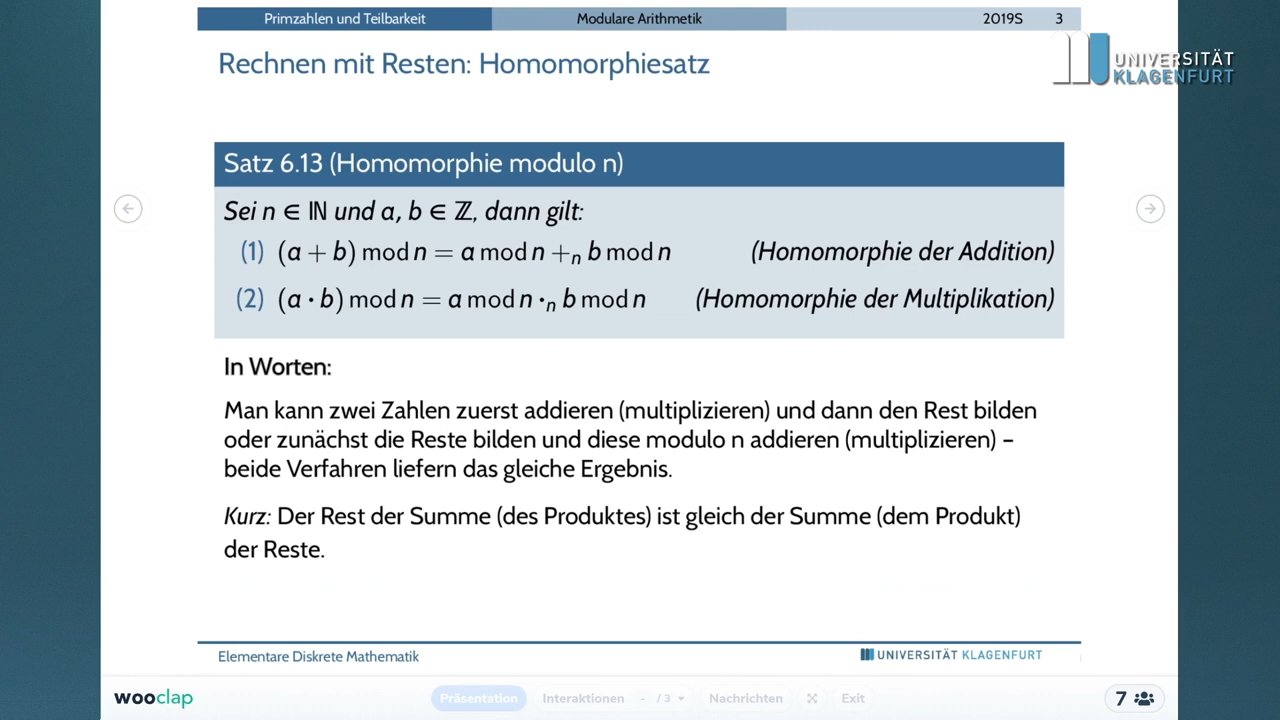 Primzahlen und Teilbarkeit Modulare Arithmetik 2019S 3
Rechnen mit Resten: Homomorphiesatz
UNIVERSITÄT
KLAGENFURT
Satz 6.13 (Homomorphie modulo n)
Sei n ∈ ℕ und a, b ∈ ℤ, dann gilt:
(1) (a + b) mod n = a mod n +ₙ b mod n (Homomorphie der Addition)
(2) (a · b) mod n = a mod n ·ₙ b mod n (Homomorphie der Multiplikation)
In Worten:
Man kann zwei Zahlen zuerst addieren (multiplizieren) und dann den Rest bilden
oder zunächst die Reste bilden und diese modulo n addieren (multiplizieren) –
beide Verfahren liefern das gleiche Ergebnis.
Kurz: Der Rest der Summe (des Produktes) ist gleich der Summe (dem Produkt)
der Reste.
Elementare Diskrete Mathematik UNIVERSITÄT KLAGENFURT
wooclap Präsentation Interaktionen - / 3 Nachrichten Exit 7